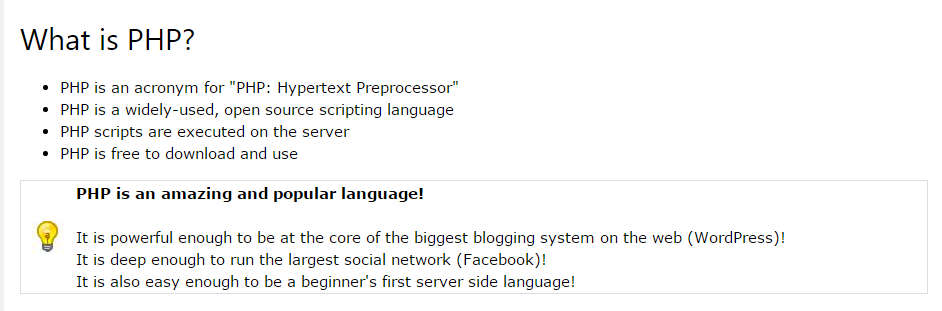 What is PHP?
PHP is an acronym for "PHP: Hypertext Preprocessor"
PHP is a widely-used, open source scripting language
PHP scripts are executed on the server
PHP is free to download and use
PHP is an amazing and popular language!
It is powerful enough to be at the core of the biggest blogging system on the web (WordPress)!
It is deep enough to run the largest social network (Facebook)!
It is also easy enough to be a beginner's first server side language!